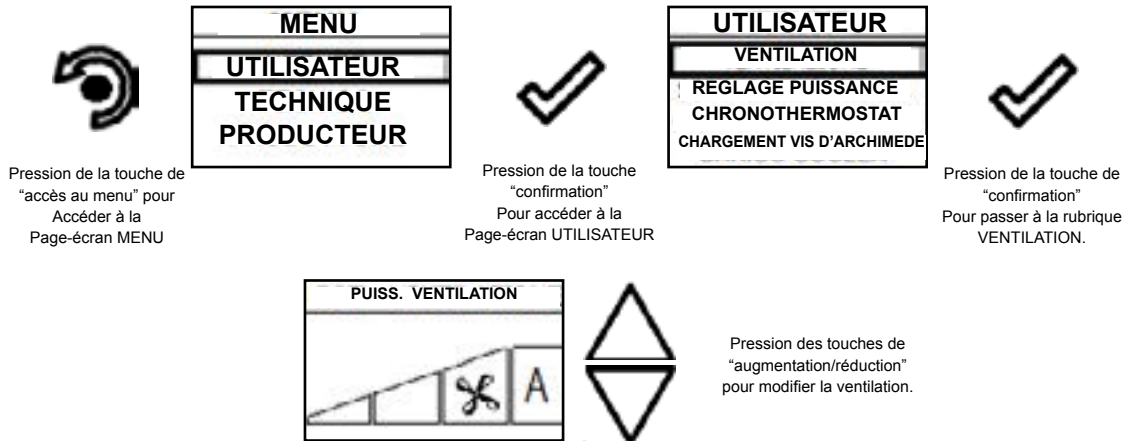 MENU
UTILISATEUR
TECHNIQUE
PRODUCTEUR
Pression de la touche de
“accès au menu” pour
Accéder à la
Page-écran MENU
Pression de la touche
“confirmation”
Pour accéder à la
Page-écran UTILISATEUR
UTILISATEUR
VENTILATION
REGLAGE PUISSANCE
CHRONOTHERMOSTAT
CHARGEMENT VIS D’ARCHIMEDE
Pression de la touche de
“confirmation”
Pour passer à la rubrique
VENTILATION.
PUISS. VENTILATION
A
Pression des touches de
“augmentation/réduction”
pour modifier la ventilation.